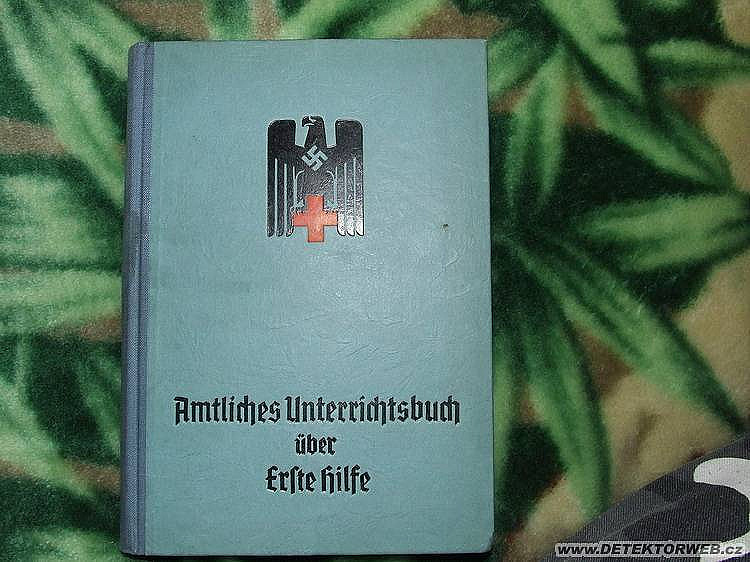 Amtliches Unterrichtsbuch
über
Erste Hilfe
www.DETEKTORWEB.cz